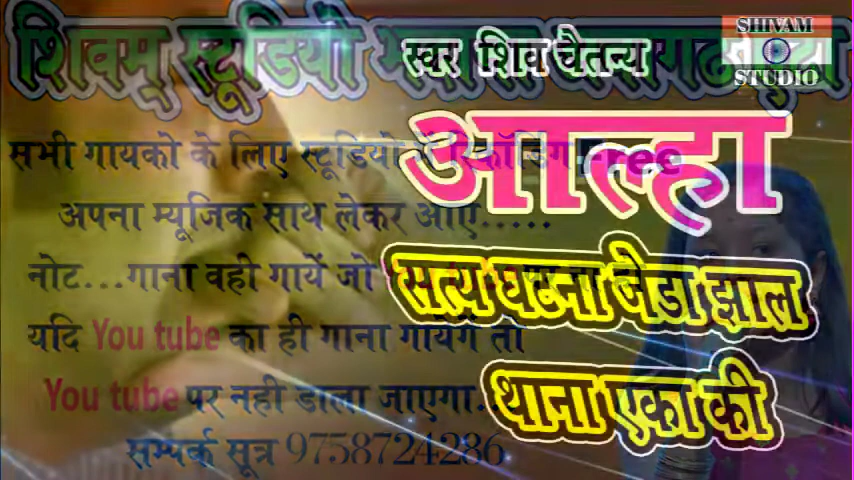 SHIVAM
STUDIO
शिवम् स्टूडियो
स्वर शिव चैतन्य
आल्हा
सभी गायको के लिए स्टूडियो में रिकॉर्डिंग Free
अपना म्यूजिक साथ लेकर आए.....
नोट...गाना वही गायें जो
सत्य घटना जेडा झाल
यदि You tube का ही गाना गायेंगे तो
You tube पर नही डाला जाएगा..
थाना एका की
सम्पर्क सूत्र 9758724286